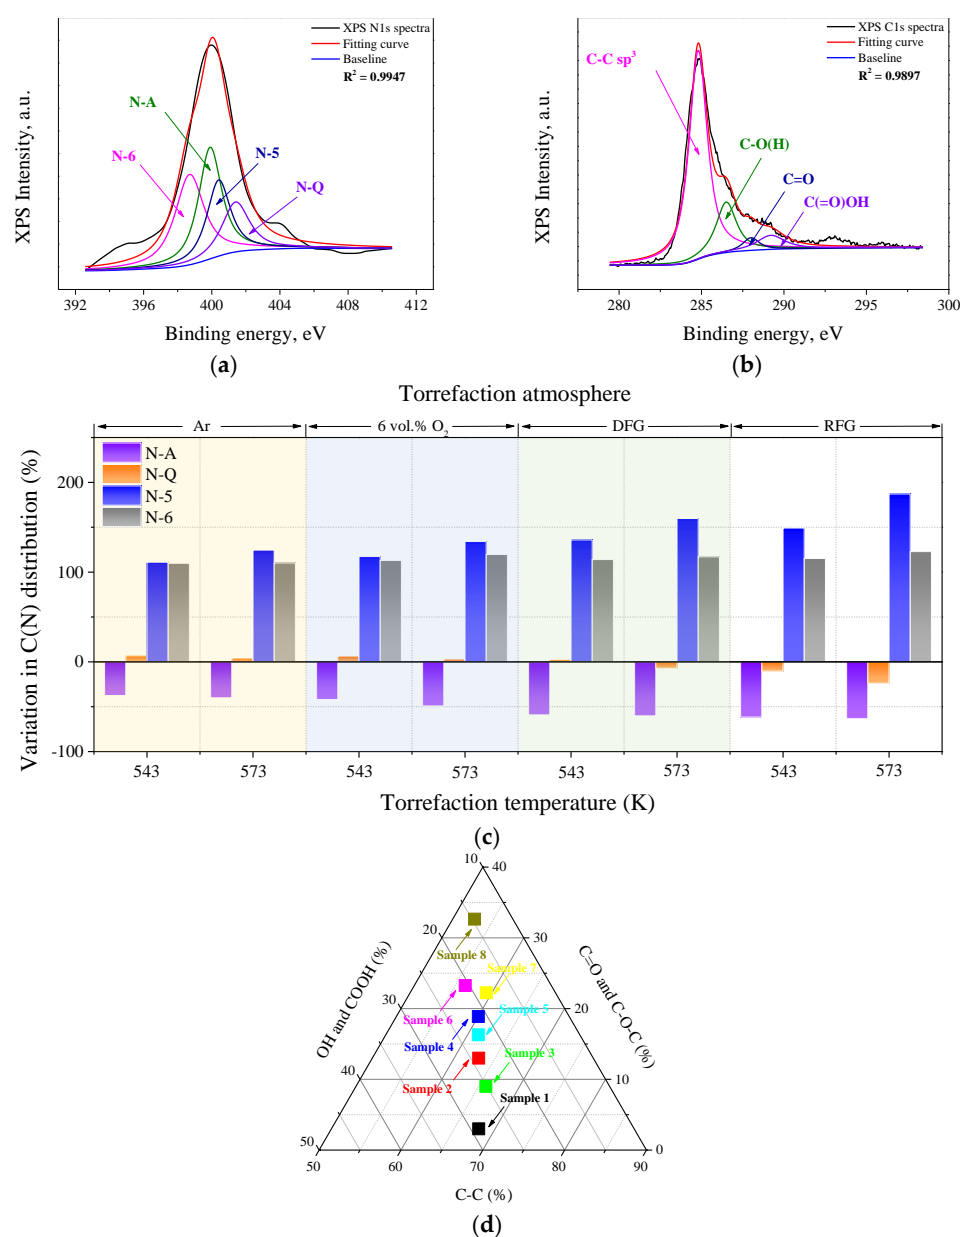 XPS N1s spectra
Fitting curve
Baseline
R² = 0.9947
N-A
N-6
N-5
N-Q
XPS Intensity, a.u.
392 396 400 404 408 412
Binding energy, eV
(a)
XPS C1s spectra
Fitting curve
Baseline
R² = 0.9897
C-C sp³
C-O(H)
C=O
C(=O)OH
XPS Intensity, a.u.
280 285 290 295 300
Binding energy, eV
(b)
Torrefaction atmosphere
Ar 6 vol.% O₂ DFG RFG
N-A
N-Q
N-5
N-6
Variation in C(N) distribution (%)
200
100
0
-100
543 573 543 573 543 573 543 573
Torrefaction temperature (K)
(c)
10 40
20 30
30 20
40 10
50 0
50 60 70 80 90
OH and COOH (%)
C=O and C-O-C (%)
Sample 8
Sample 7
Sample 6
Sample 5
Sample 4
Sample 3
Sample 2
Sample 1
C-C (%)
(d)